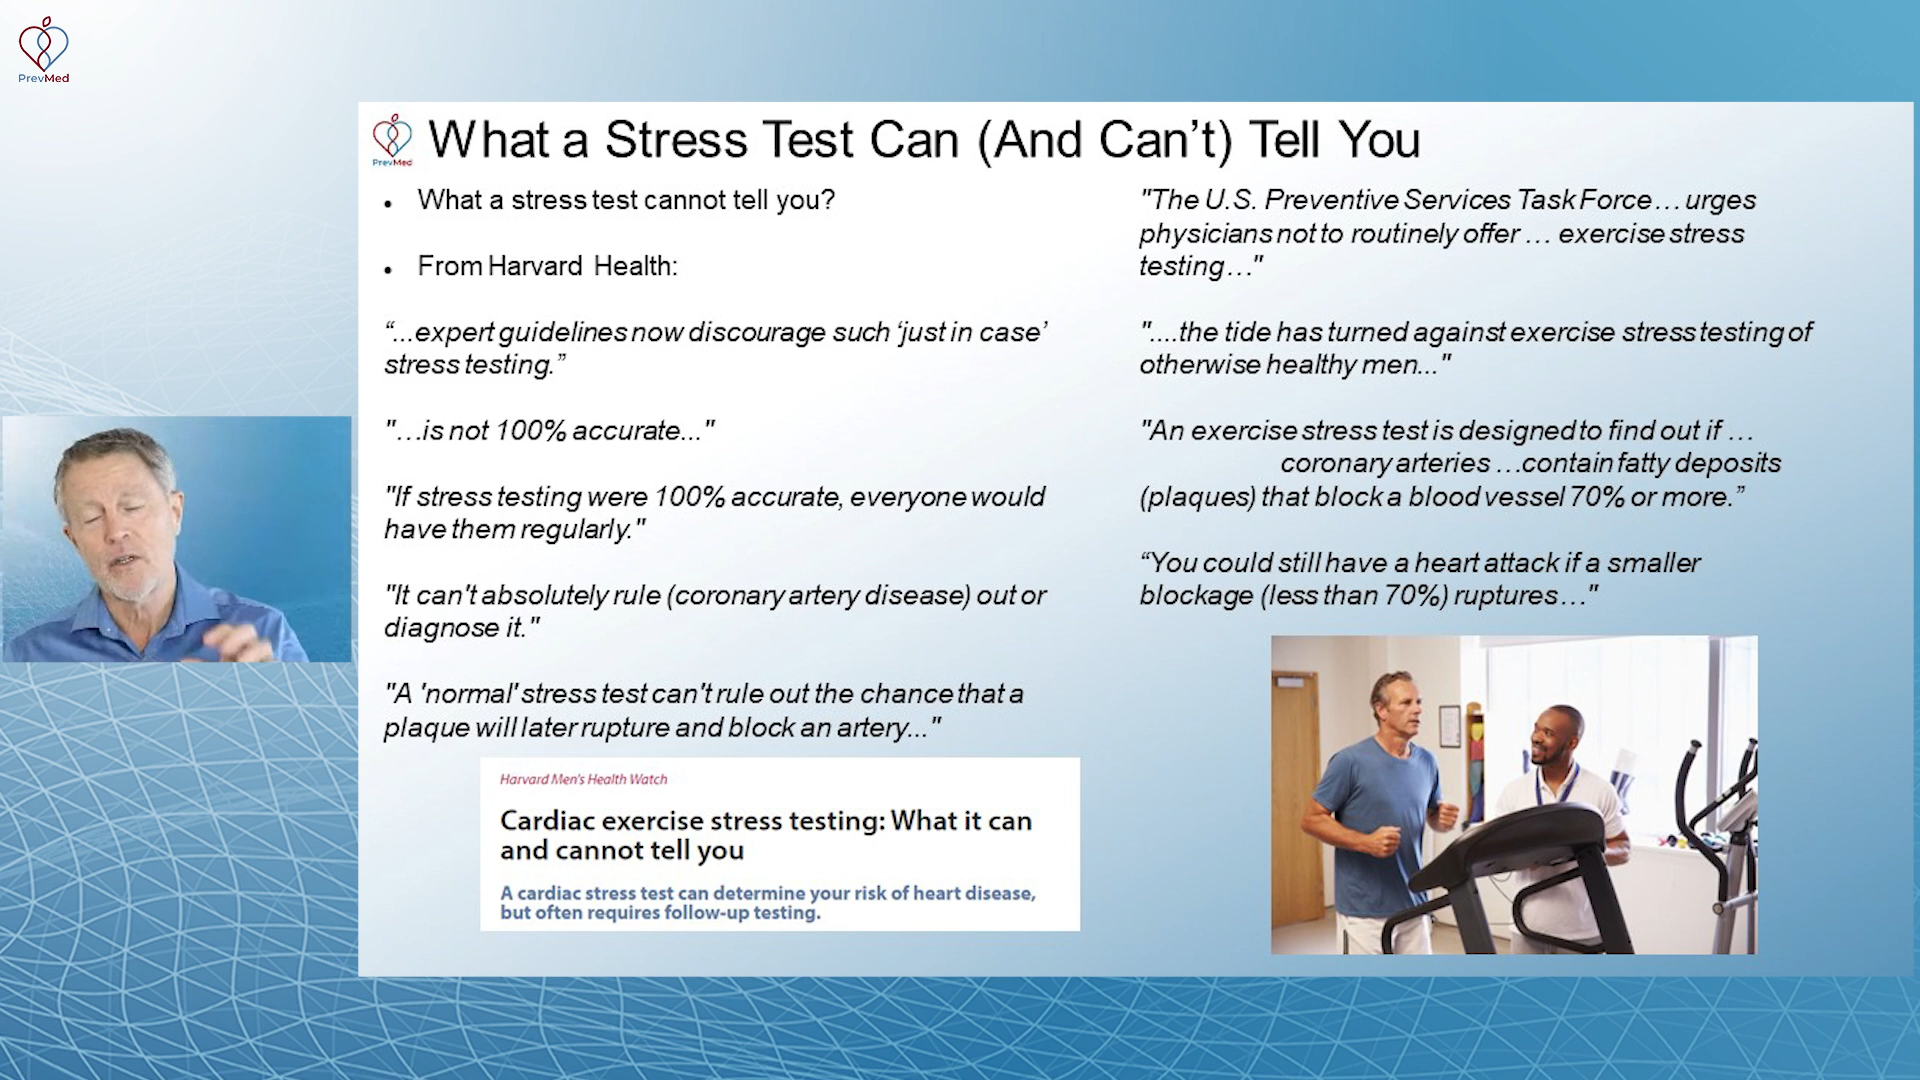 PrevMed
PrevMed
What a Stress Test Can (And Can’t) Tell You
• What a stress test cannot tell you?
• From Harvard Health:
“...expert guidelines now discourage such ‘just in case’
stress testing.”
"…is not 100% accurate..."
"If stress testing were 100% accurate, everyone would
have them regularly."
"It can't absolutely rule (coronary artery disease) out or
diagnose it."
"A 'normal' stress test can't rule out the chance that a
plaque will later rupture and block an artery..."
Harvard Men's Health Watch
Cardiac exercise stress testing: What it can
and cannot tell you
A cardiac stress test can determine your risk of heart disease,
but often requires follow-up testing.
"The U.S. Preventive Services Task Force… urges
physicians not to routinely offer … exercise stress
testing…"
"....the tide has turned against exercise stress testing of
otherwise healthy men..."
"An exercise stress test is designed to find out if …
coronary arteries …contain fatty deposits
(plaques) that block a blood vessel 70% or more.”
“You could still have a heart attack if a smaller
blockage (less than 70%) ruptures…"